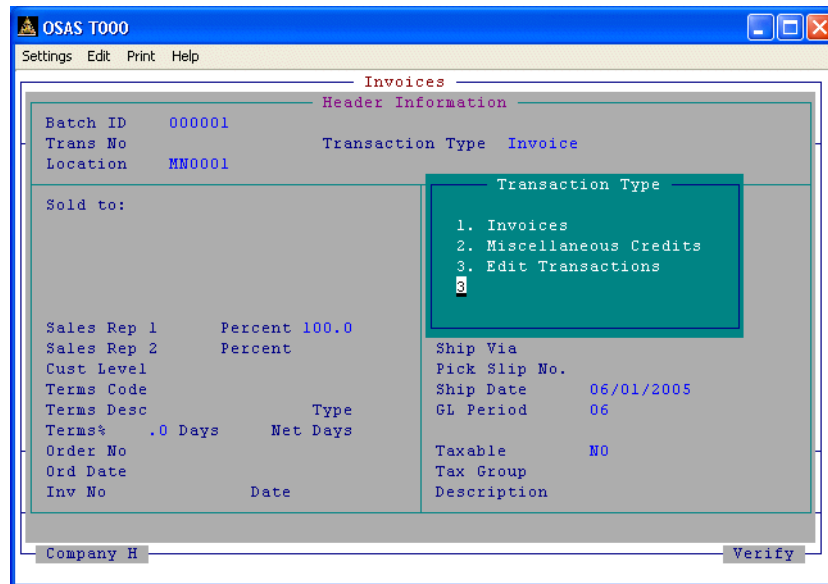 OSAS T000
Settings Edit Print Help
Invoices
Header Information
Batch ID 000001
Trans No Transaction Type Invoice
Location MN0001
Transaction Type
Sold to:
1. Invoices
2. Miscellaneous Credits
3. Edit Transactions
3
Sales Rep 1 Percent 100.0
Sales Rep 2 Percent Ship Via
Cust Level Pick Slip No.
Terms Code Ship Date 06/01/2005
Terms Desc Type GL Period 06
Terms% .0 Days Net Days
Order No Taxable NO
Ord Date Tax Group
Inv No Date Description
Company H Verify